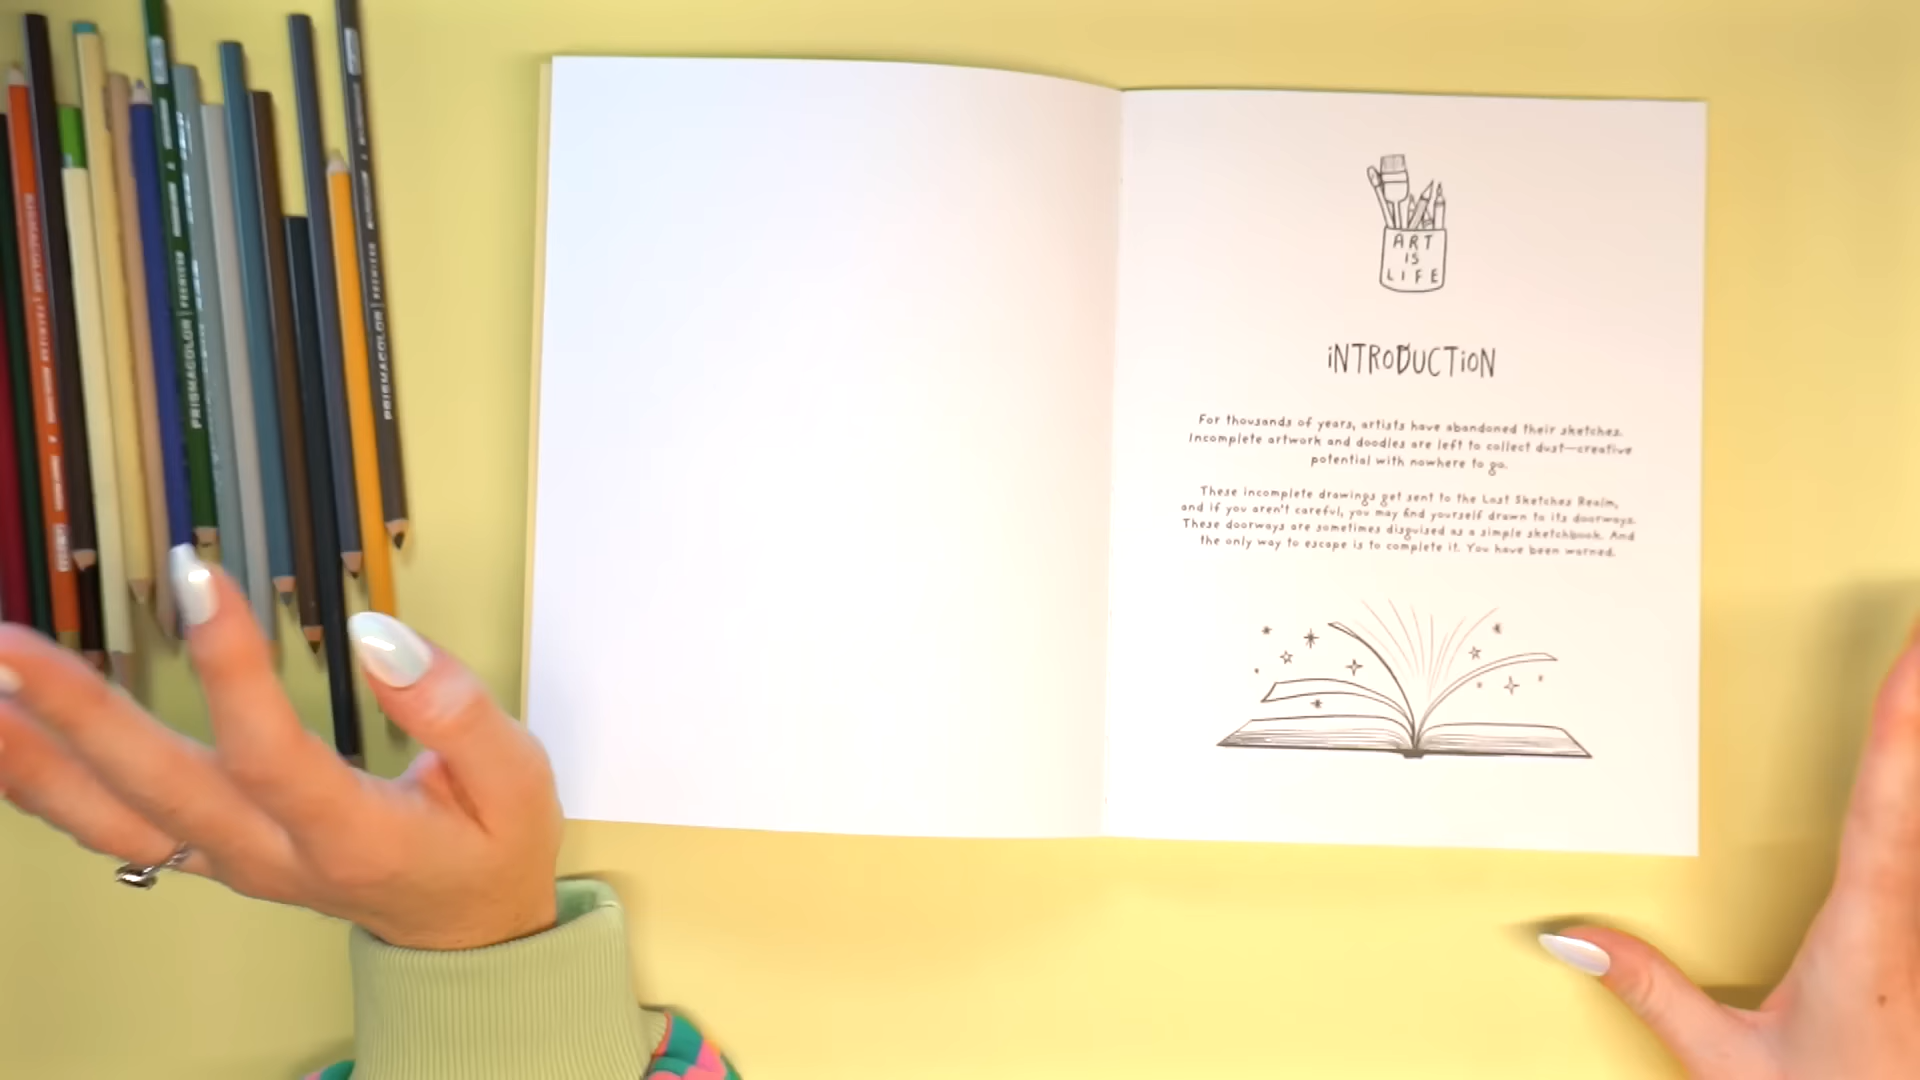 ART
IS
LIFE
iNTRODUCTiON
For thousands of years, artists have abandoned their sketches.
Incomplete artwork and doodles are left to collect dust—creative
potential with nowhere to go.
These incomplete drawings get sent to the Lost Sketches Realm,
and if you aren't careful, you may find yourself drawn to its doorways.
These doorways are sometimes disguised as a simple sketchbook. And
the only way to escape is to complete it. You have been warned.
PRISMACOLOR PREMIER
PRISMACOLOR PREMIER